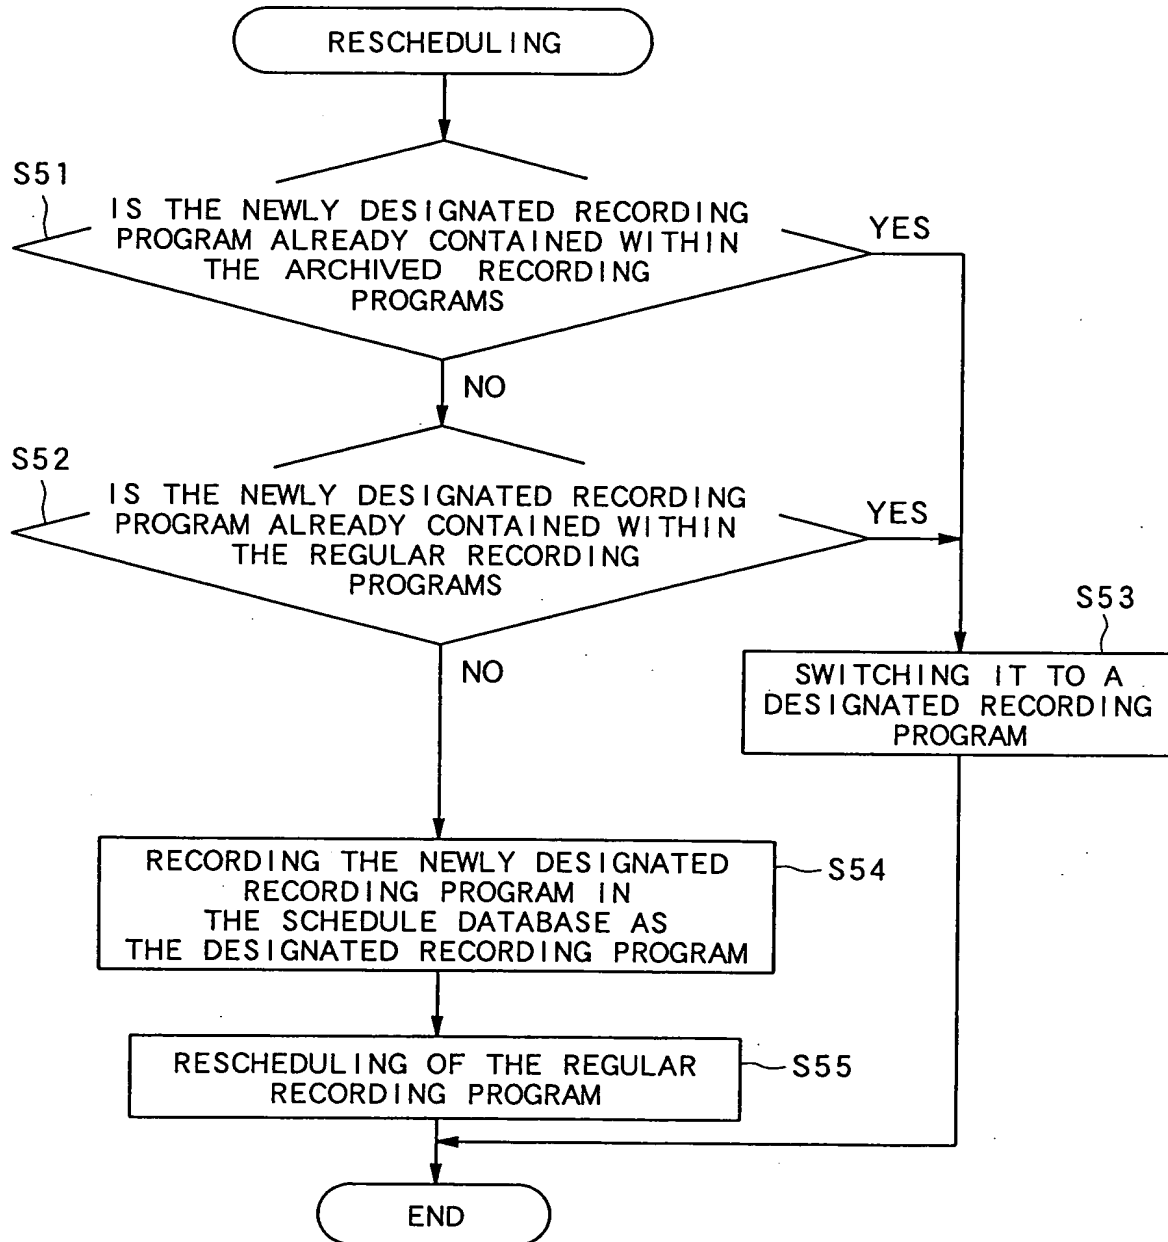 RESCHEDULING
S51
IS THE NEWLY DESIGNATED RECORDING
PROGRAM ALREADY CONTAINED WITHIN
THE ARCHIVED RECORDING
PROGRAMS
YES
NO
S52
IS THE NEWLY DESIGNATED RECORDING
PROGRAM ALREADY CONTAINED WITHIN
THE REGULAR RECORDING
PROGRAMS
YES
NO
S53
SWITCHING IT TO A
DESIGNATED RECORDING
PROGRAM
RECORDING THE NEWLY DESIGNATED
RECORDING PROGRAM IN
THE SCHEDULE DATABASE AS
THE DESIGNATED RECORDING PROGRAM
S54
RESCHEDULING OF THE REGULAR
RECORDING PROGRAM
S55
END